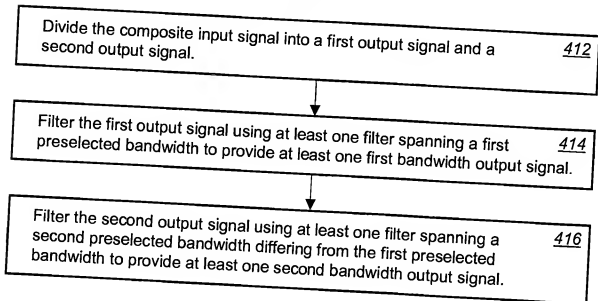 Divide the composite input signal into a first output signal and a 412
second output signal.
Filter the first output signal using at least one filter spanning a first 414
preselected bandwidth to provide at least one first bandwidth output signal.
Filter the second output signal using at least one filter spanning a 416
second preselected bandwidth differing from the first preselected
bandwidth to provide at least one second bandwidth output signal.